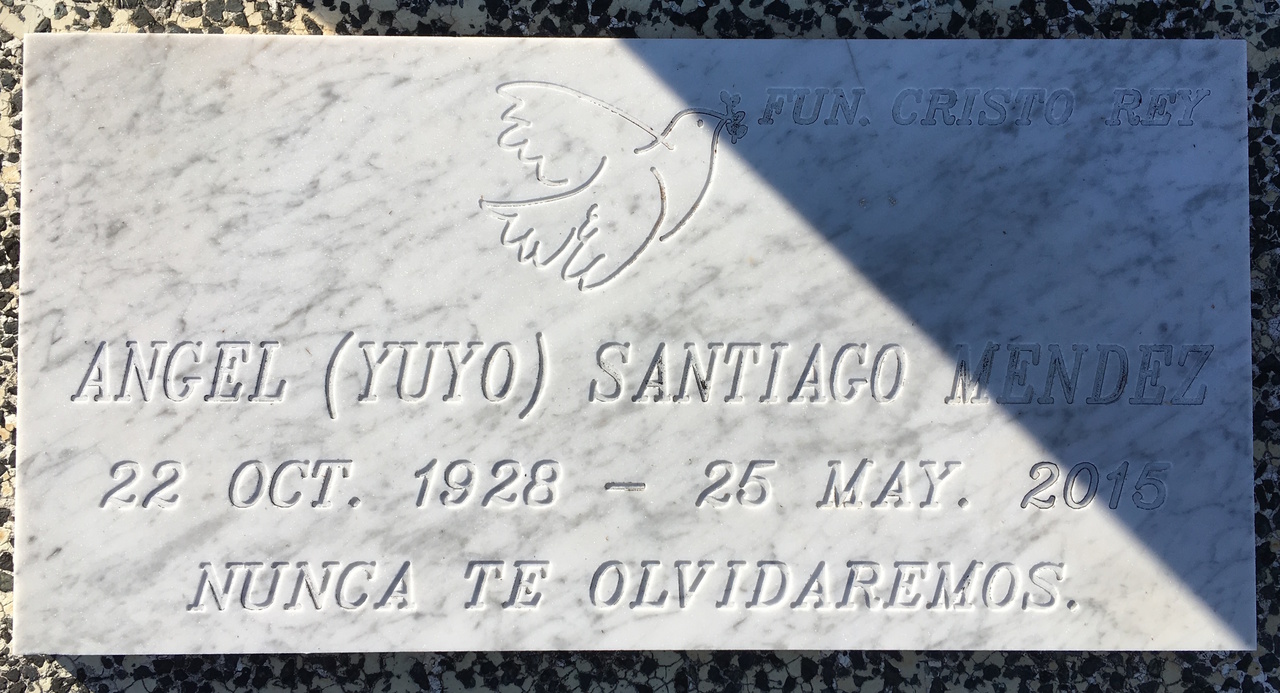 FUN. CRISTO REY
ANGEL (YUYO) SANTIAGO MENDEZ
22 OCT. 1928 – 25 MAY. 2015
NUNCA TE OLVIDAREMOS.